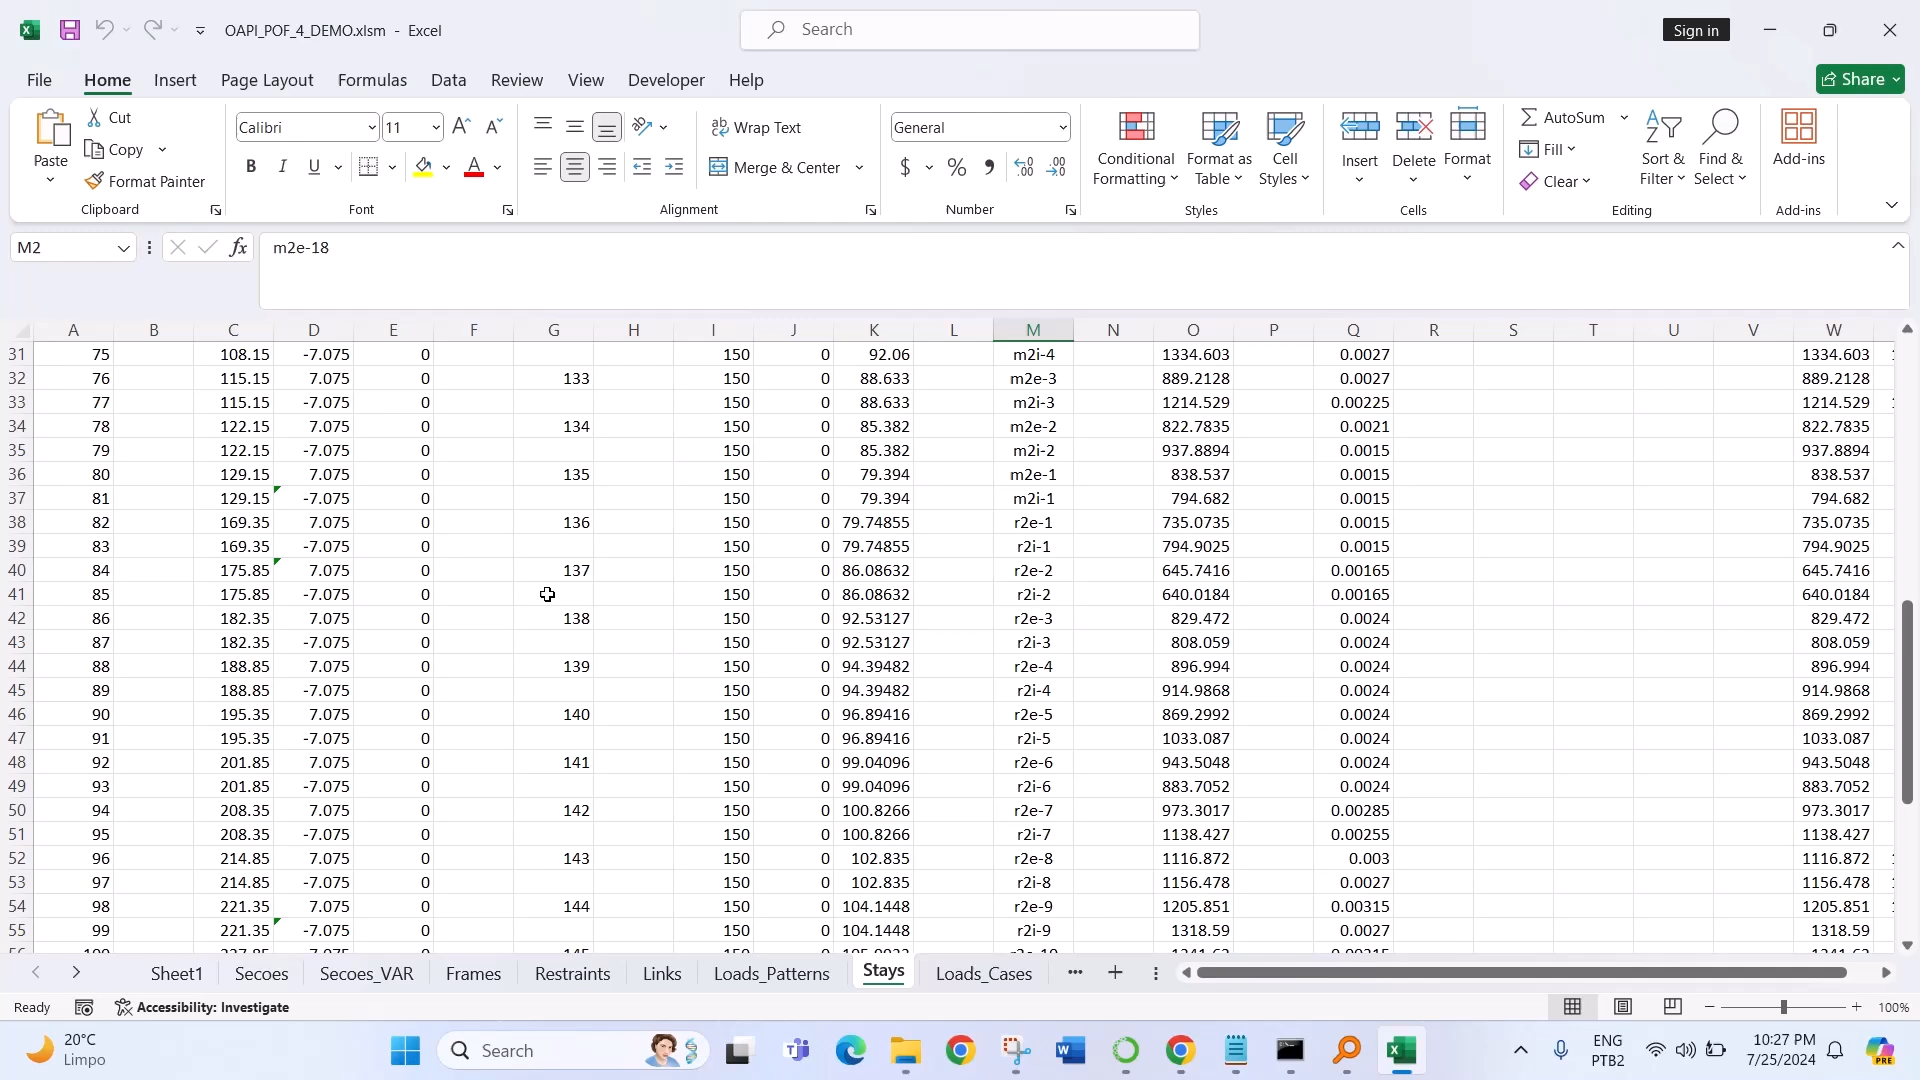 OAPI_POF_4_DEMO.xlsm - Excel
Search
Sign in
File Home Insert Page Layout Formulas Data Review View Developer Help
Share
Paste
Cut
Copy
Format Painter
Clipboard
Calibri 11
B I U
Font
Wrap Text
Merge & Center
Alignment
General
$ % ,
Number
Conditional Formatting
Format as Table
Cell Styles
Styles
Insert Delete Format
Cells
AutoSum
Fill
Clear
Sort & Filter
Find & Select
Editing
Add-ins
Add-ins
M2 fx m2e-18
A B C D E F G H I J K L M N O P Q R S T U V W
31 75 108.15 -7.075 0 150 0 92.06 m2i-4 1334.603 0.0027 1334.603
32 76 115.15 7.075 0 133 150 0 88.633 m2e-3 889.2128 0.0027 889.2128
33 77 115.15 -7.075 0 150 0 88.633 m2i-3 1214.529 0.00225 1214.529
34 78 122.15 7.075 0 134 150 0 85.382 m2e-2 822.7835 0.0021 822.7835
35 79 122.15 -7.075 0 150 0 85.382 m2i-2 937.8894 0.0015 937.8894
36 80 129.15 7.075 0 135 150 0 79.394 m2e-1 838.537 0.0015 838.537
37 81 129.15 -7.075 0 150 0 79.394 m2i-1 794.682 0.0015 794.682
38 82 169.35 7.075 0 136 150 0 79.74855 r2e-1 735.0735 0.0015 735.0735
39 83 169.35 -7.075 0 150 0 79.74855 r2i-1 794.9025 0.0015 794.9025
40 84 175.85 7.075 0 137 150 0 86.08632 r2e-2 645.7416 0.00165 645.7416
41 85 175.85 -7.075 0 150 0 86.08632 r2i-2 640.0184 0.00165 640.0184
42 86 182.35 7.075 0 138 150 0 92.53127 r2e-3 829.472 0.0024 829.472
43 87 182.35 -7.075 0 150 0 92.53127 r2i-3 808.059 0.0024 808.059
44 88 188.85 7.075 0 139 150 0 94.39482 r2e-4 896.994 0.0024 896.994
45 89 188.85 -7.075 0 150 0 94.39482 r2i-4 914.9868 0.0024 914.9868
46 90 195.35 7.075 0 140 150 0 96.89416 r2e-5 869.2992 0.0024 869.2992
47 91 195.35 -7.075 0 150 0 96.89416 r2i-5 1033.087 0.0024 1033.087
48 92 201.85 7.075 0 141 150 0 99.04096 r2e-6 943.5048 0.0024 943.5048
49 93 201.85 -7.075 0 150 0 99.04096 r2i-6 883.7052 0.0024 883.7052
50 94 208.35 7.075 0 142 150 0 100.8266 r2e-7 973.3017 0.00285 973.3017
51 95 208.35 -7.075 0 150 0 100.8266 r2i-7 1138.427 0.00255 1138.427
52 96 214.85 7.075 0 143 150 0 102.835 r2e-8 1116.872 0.003 1116.872
53 97 214.85 -7.075 0 150 0 102.835 r2i-8 1156.478 0.0027 1156.478
54 98 221.35 7.075 0 144 150 0 104.1448 r2e-9 1205.851 0.00315 1205.851
55 99 221.35 -7.075 0 150 0 104.1448 r2i-9 1318.59 0.0027 1318.59
Sheet1 Secoes Secoes_VAR Frames Restraints Links Loads_Patterns Stays Loads_Cases ...
Ready Accessibility: Investigate 100%
20°C
Limpo
Search
ENG
PTB2
10:27 PM
7/25/2024
PRE